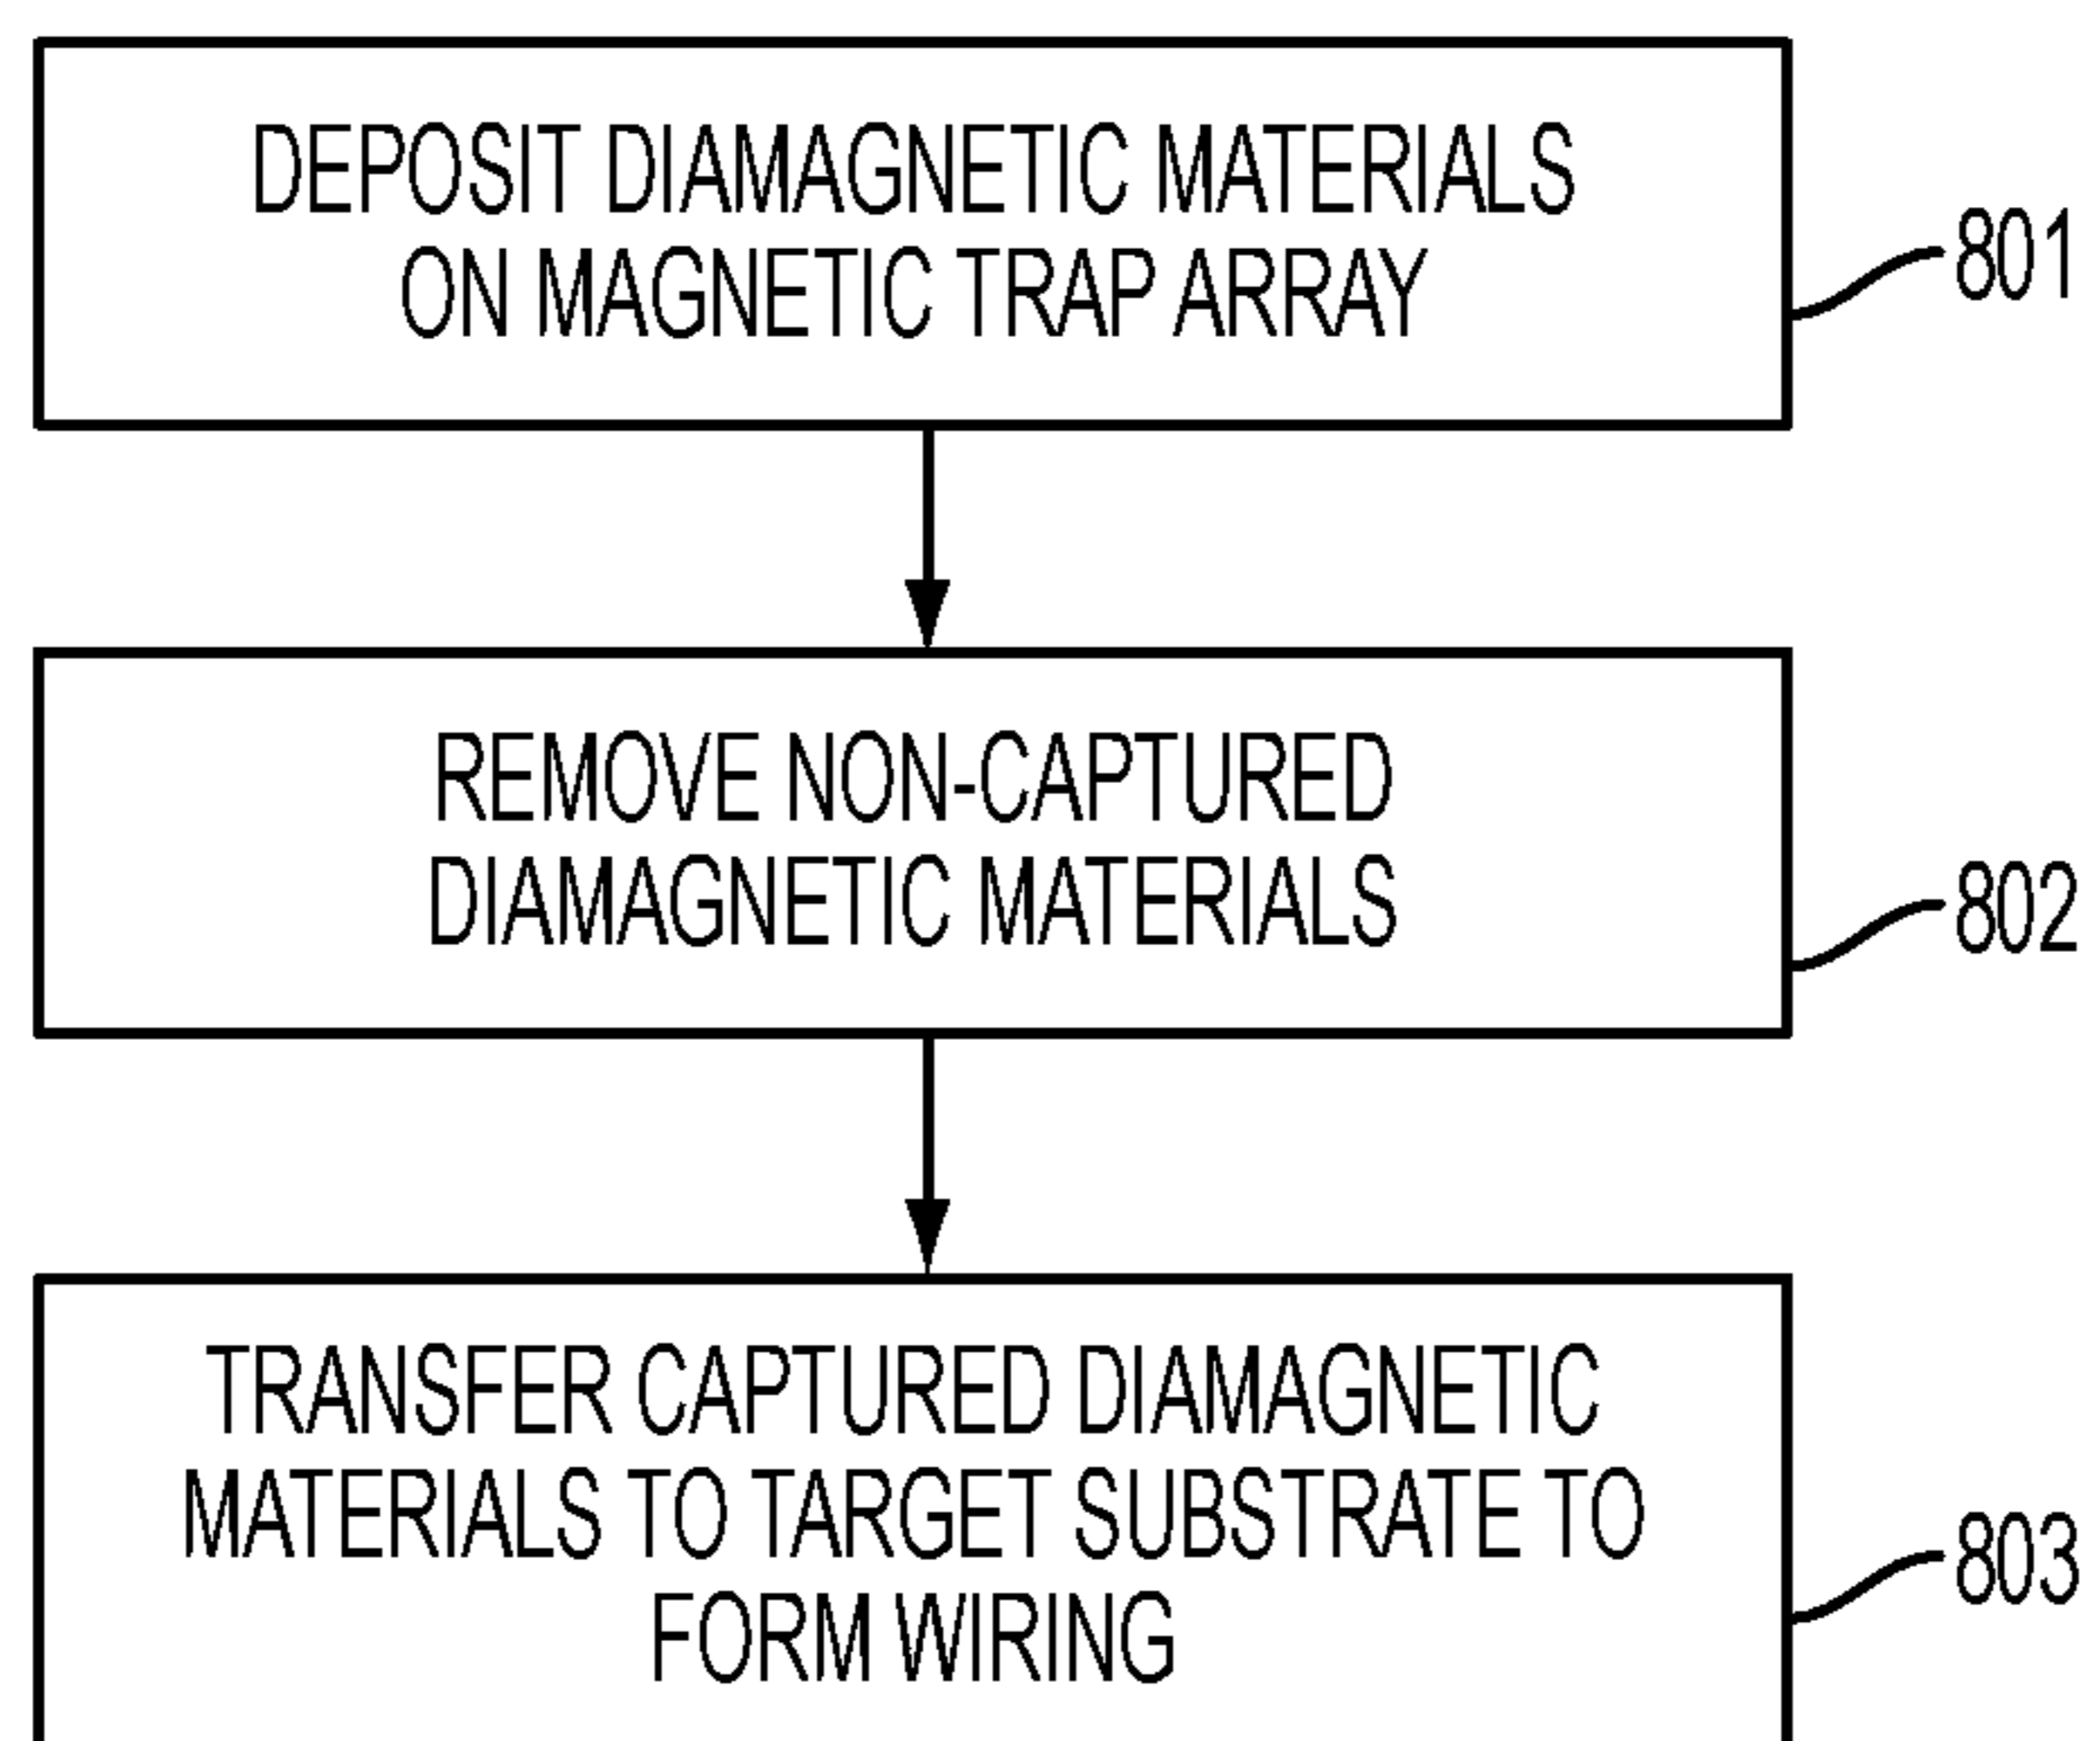 DEPOSIT DIAMAGNETIC MATERIALS
ON MAGNETIC TRAP ARRAY
801
REMOVE NON-CAPTURED
DIAMAGNETIC MATERIALS
802
TRANSFER CAPTURED DIAMAGNETIC
MATERIALS TO TARGET SUBSTRATE TO
FORM WIRING
803